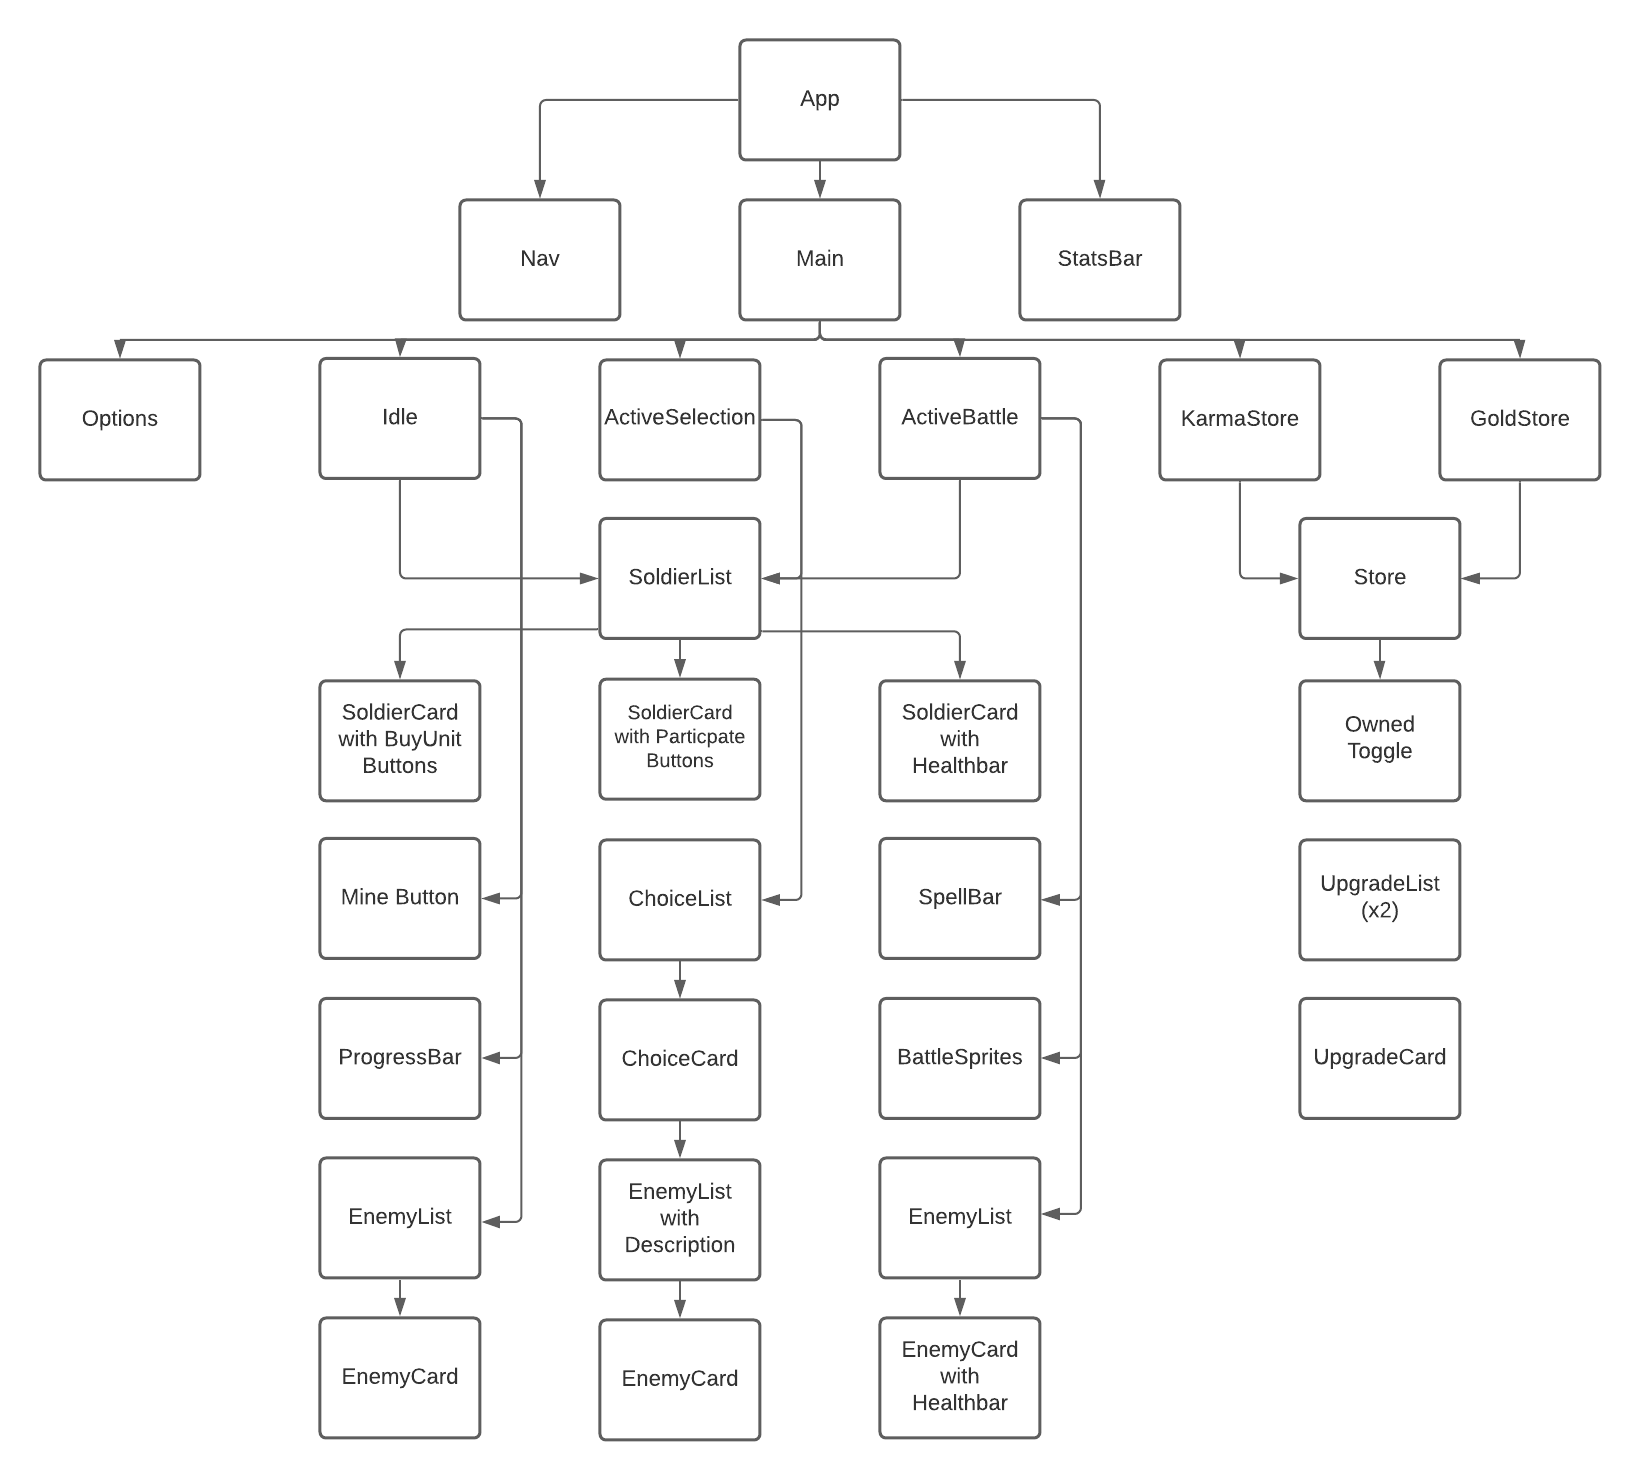 App
Nav
Main
StatsBar
Options
Idle
ActiveSelection
ActiveBattle
KarmaStore
GoldStore
SoldierList
Store
SoldierCard
with BuyUnit
Buttons
SoldierCard
with Particpate
Buttons
SoldierCard
with
Healthbar
Owned
Toggle
Mine Button
ChoiceList
SpellBar
UpgradeList
(x2)
ProgressBar
ChoiceCard
BattleSprites
UpgradeCard
EnemyList
EnemyList
with
Description
EnemyList
EnemyCard
EnemyCard
EnemyCard
with
Healthbar